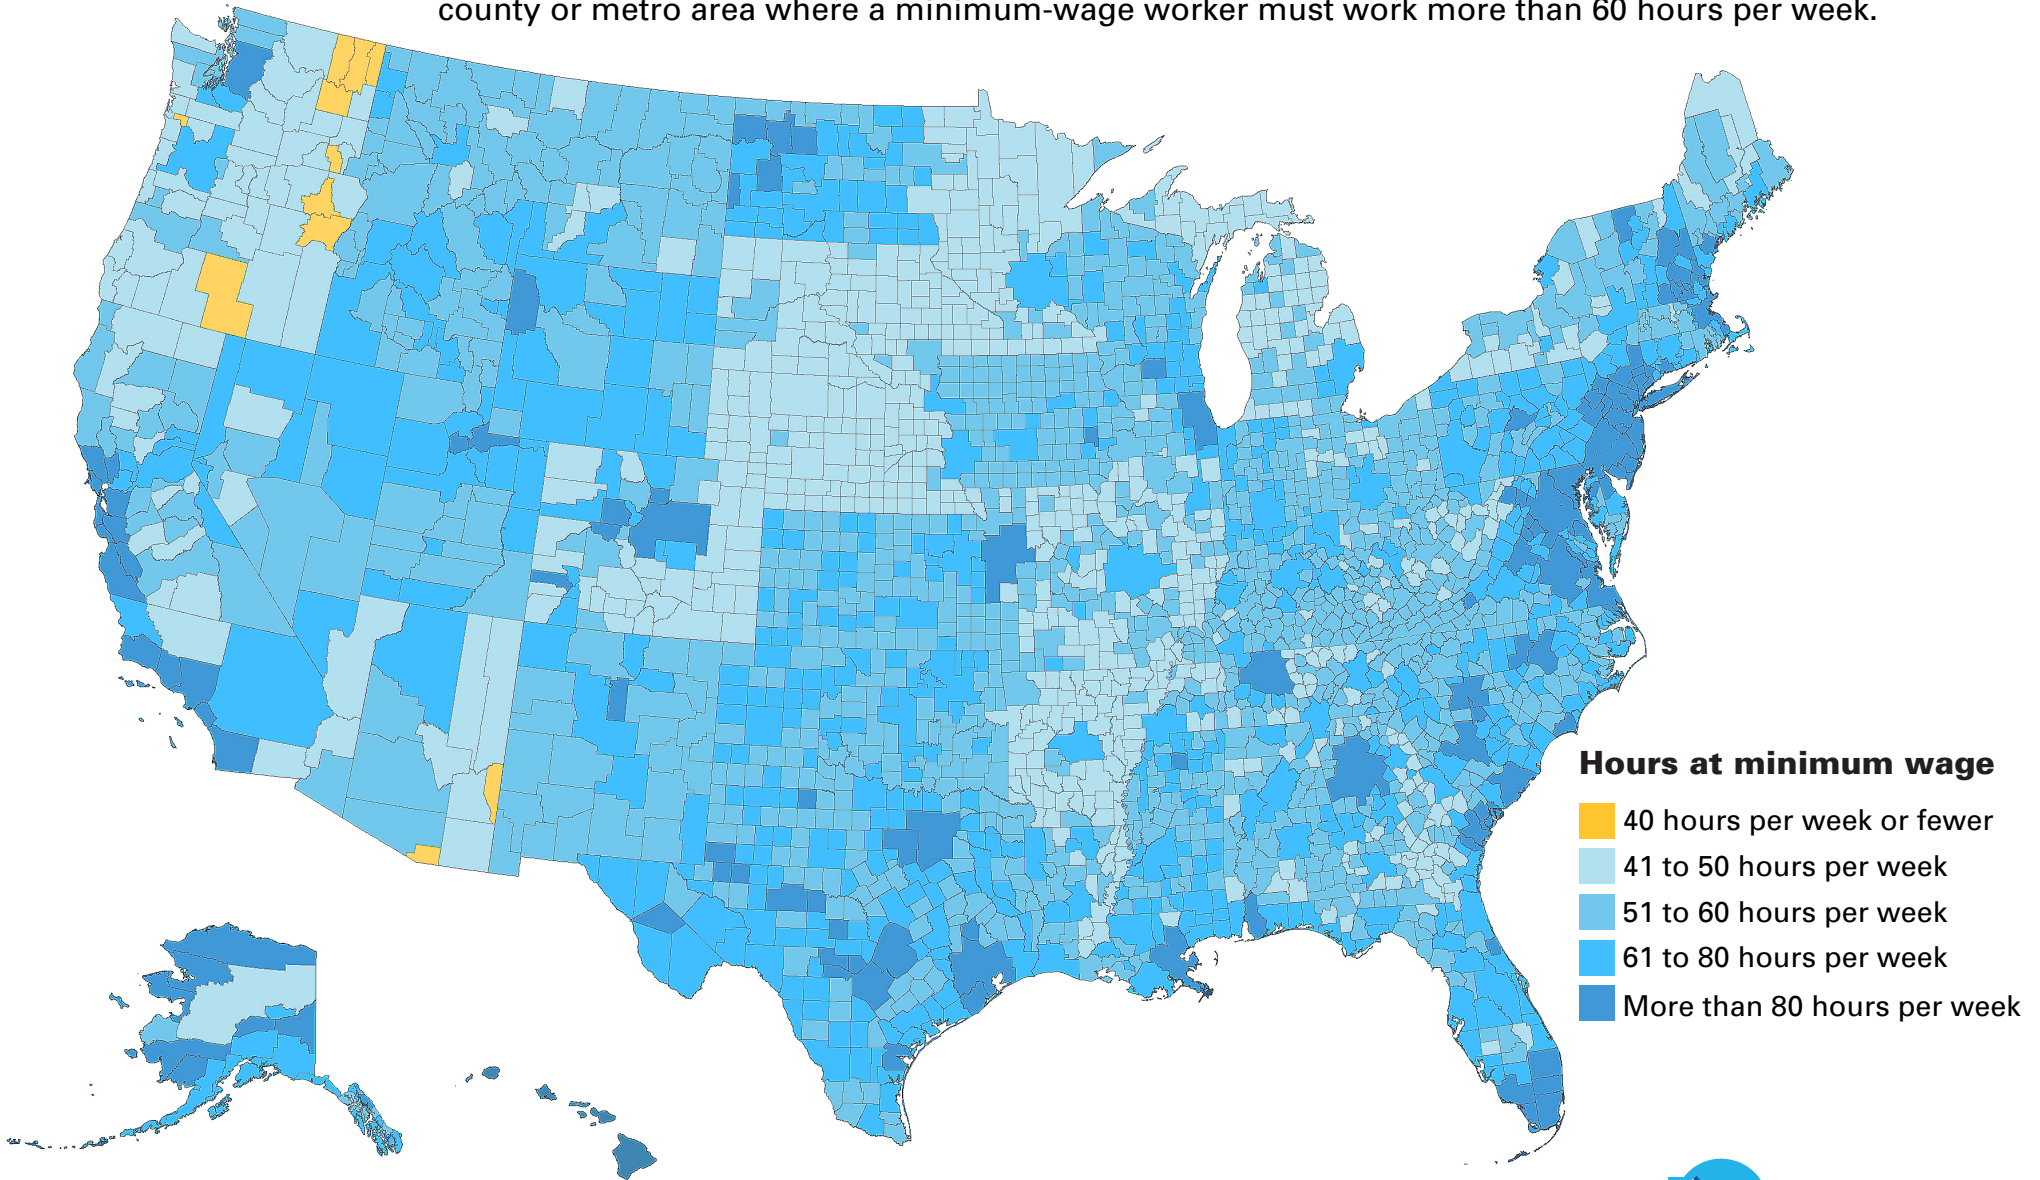 county or metro area where a minimum-wage worker must work more than 60 hours per week.
Hours at minimum wage
40 hours per week or fewer
41 to 50 hours per week
51 to 60 hours per week
61 to 80 hours per week
More than 80 hours per week